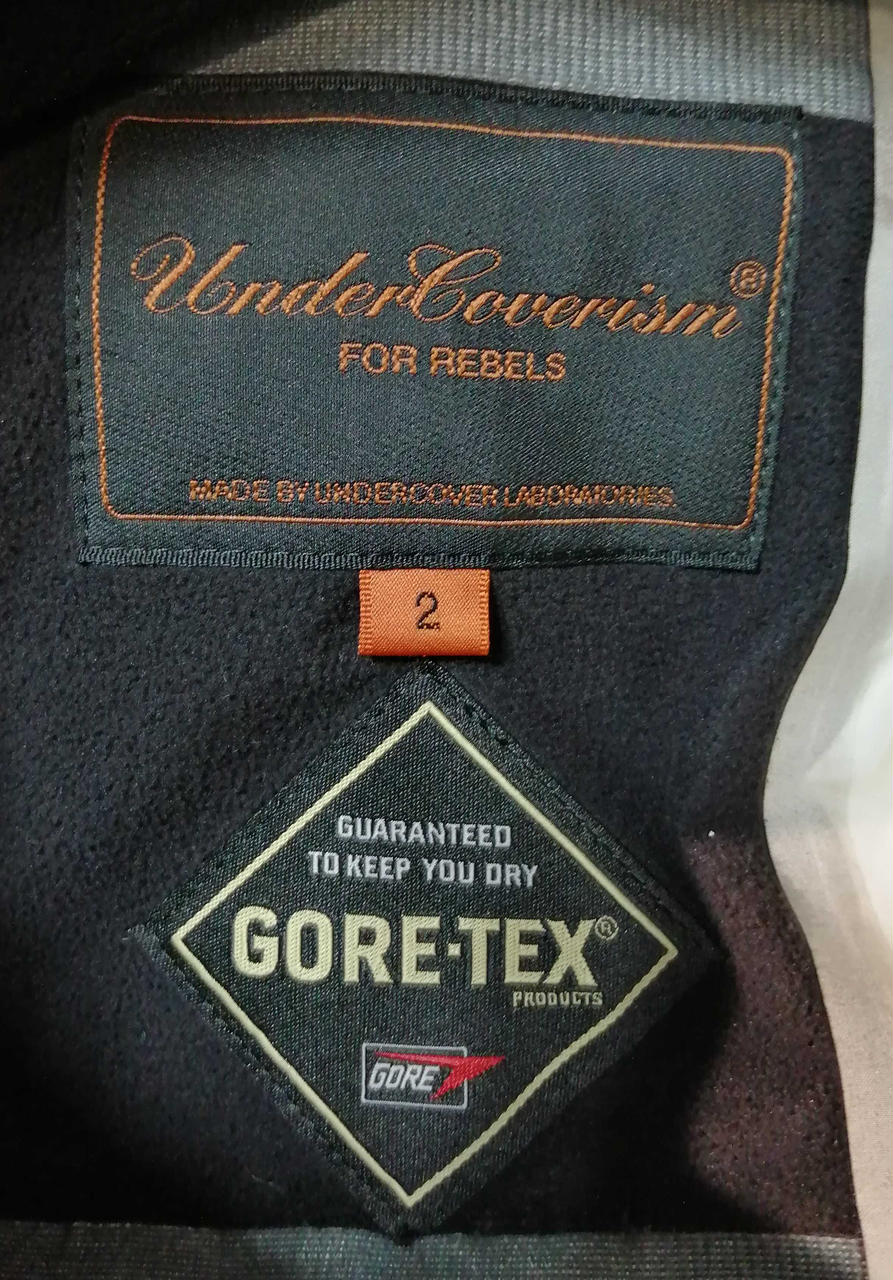 UnderCoverism®
FOR REBELS
MADE BY UNDERCOVER LABORATORIES.
2
GUARANTEED
TO KEEP YOU DRY
GORE-TEX®
PRODUCTS
GORE